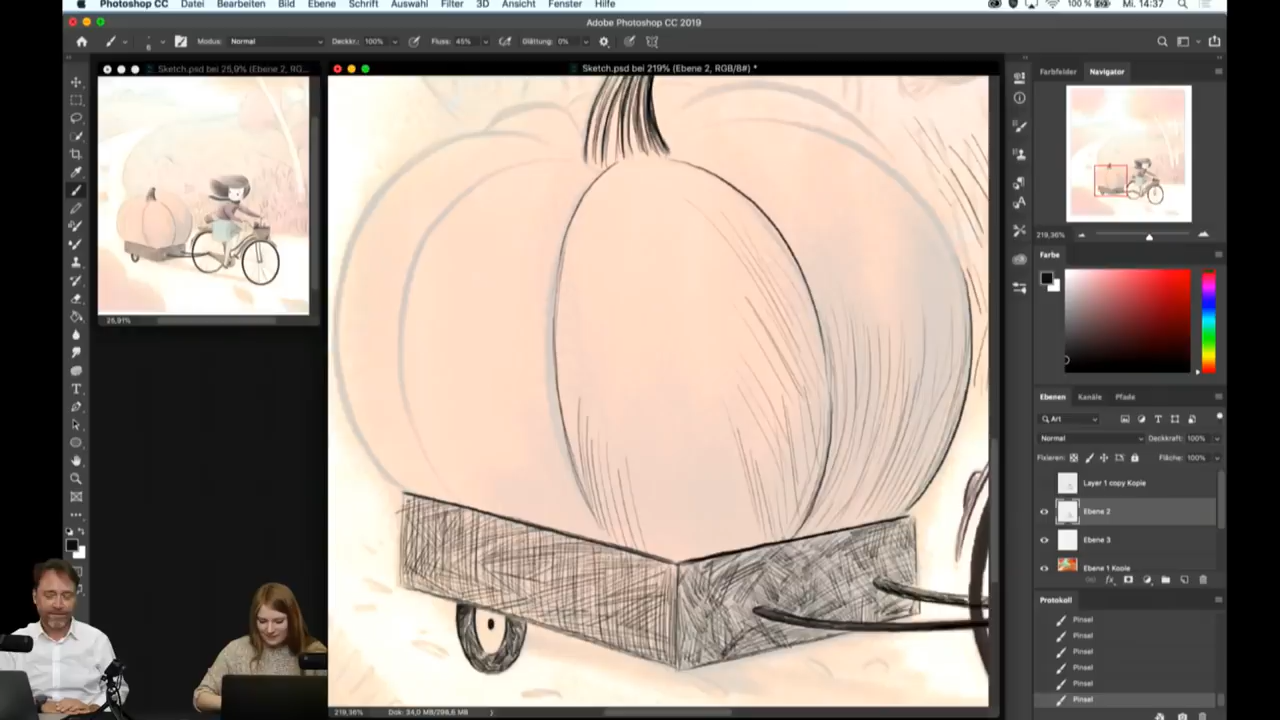 Photoshop CC Datei Bearbeiten Bild Ebene Schrift Auswahl Filter 3D Ansicht Fenster Hilfe 100 % Mi. 14:37
Adobe Photoshop CC 2019
6 Modus: Normal Deckkr.: 100% Fluss: 45% Glättung: 0%
Sketch.psd bei 25,9% (Ebene 2, RG...
Sketch.psd bei 219% (Ebene 2, RGB/8#) *
Farbfelder Navigator
219,36%
Farbe
25,91%
Ebenen Kanäle Pfade
Art
Normal Deckkraft: 100%
Fixieren: Fläche: 100%
Layer 1 copy Kopie
Ebene 2
Ebene 3
Ebene 1 Kopie
fx
Protokoll
Pinsel
Pinsel
Pinsel
Pinsel
Pinsel
Pinsel
219,36% Dok: 34,0 MB/298,6 MB